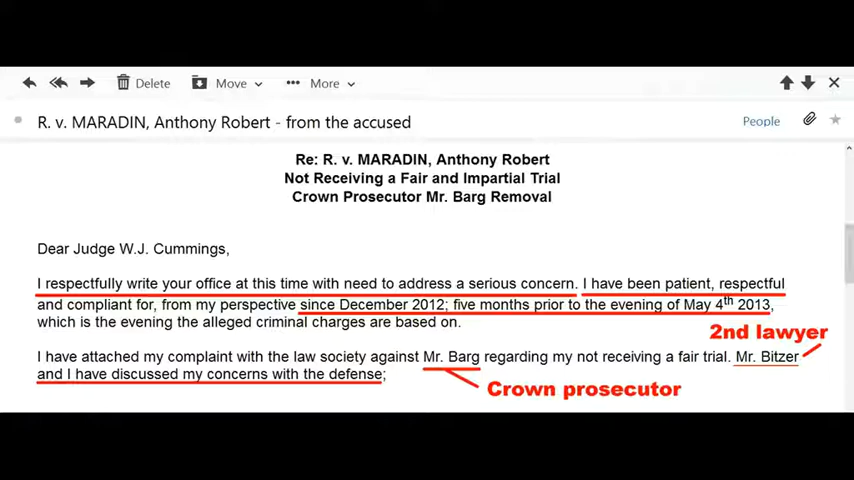 Delete Move More
R. v. MARADIN, Anthony Robert - from the accused People
Re: R. v. MARADIN, Anthony Robert
Not Receiving a Fair and Impartial Trial
Crown Prosecutor Mr. Barg Removal
Dear Judge W.J. Cummings,
I respectfully write your office at this time with need to address a serious concern. I have been patient, respectful
and compliant for, from my perspective since December 2012; five months prior to the evening of May 4th 2013,
which is the evening the alleged criminal charges are based on.
2nd lawyer
I have attached my complaint with the law society against Mr. Barg regarding my not receiving a fair trial. Mr. Bitzer
and I have discussed my concerns with the defense;
Crown prosecutor